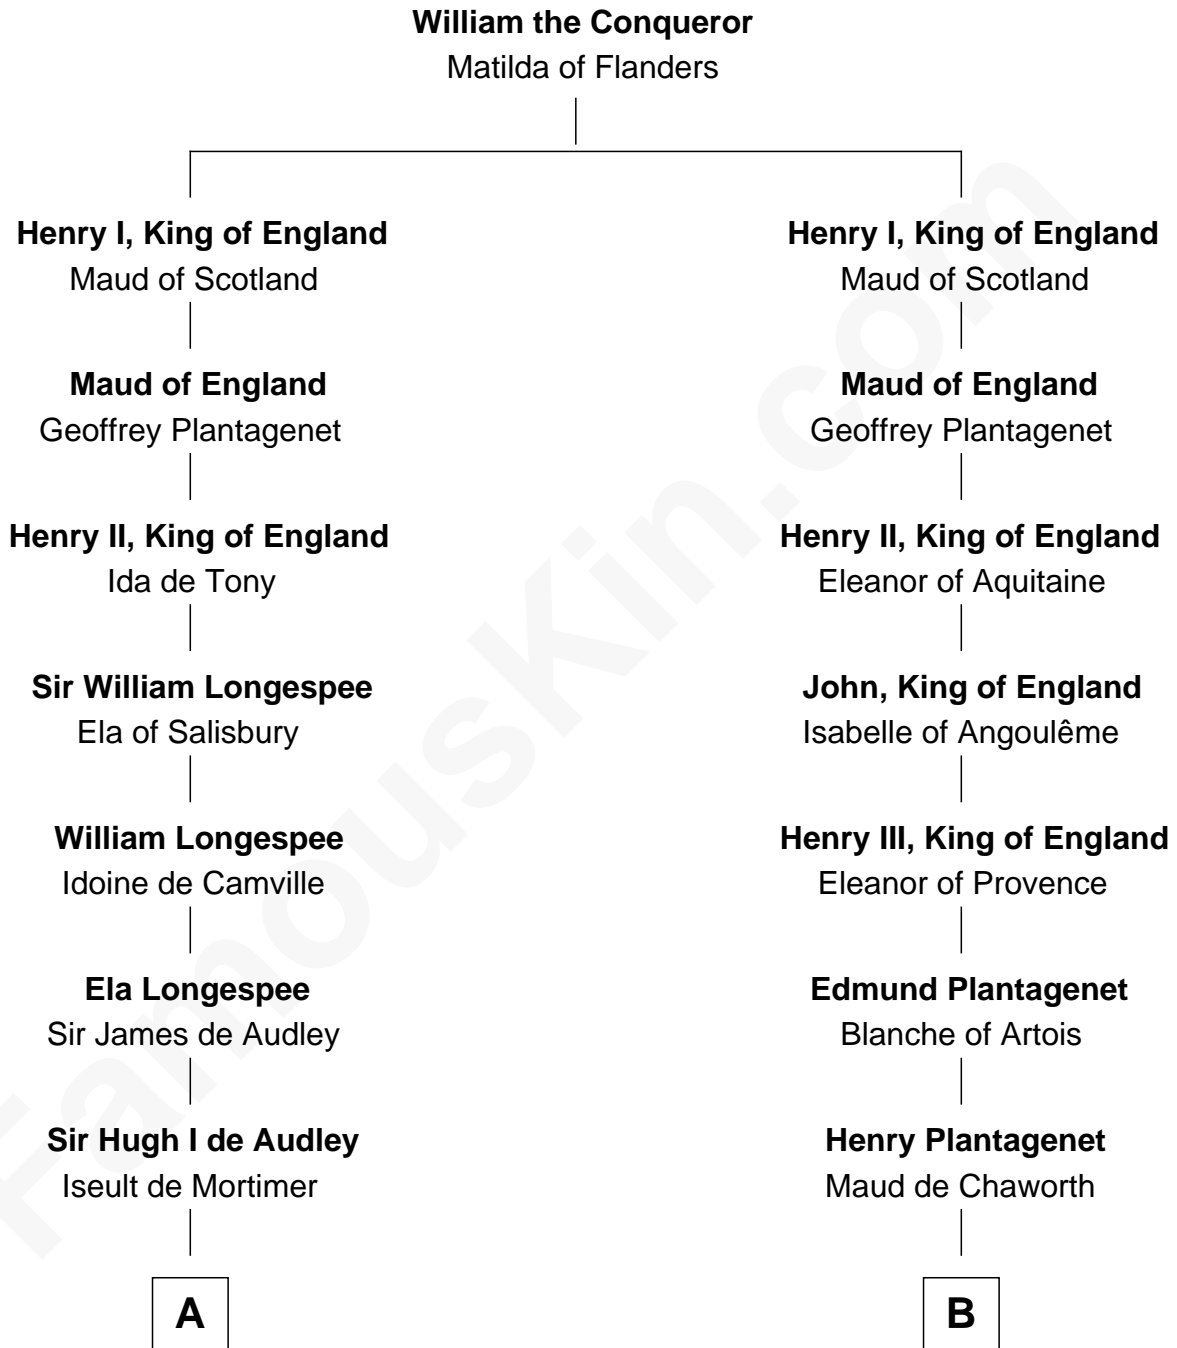 William the Conqueror
Matilda of Flanders
Henry I, King of England
Maud of Scotland
Maud of England
Geoffrey Plantagenet
Henry II, King of England
Ida de Tony
Sir William Longespee
Ela of Salisbury
William Longespee
Idoine de Camville
Ela Longespee
Sir James de Audley
Sir Hugh I de Audley
Iseult de Mortimer
A
Henry I, King of England
Maud of Scotland
Maud of England
Geoffrey Plantagenet
Henry II, King of England
Eleanor of Aquitaine
John, King of England
Isabelle of Angoulême
Henry III, King of England
Eleanor of Provence
Edmund Plantagenet
Blanche of Artois
Henry Plantagenet
Maud de Chaworth
B
FamousKin.com